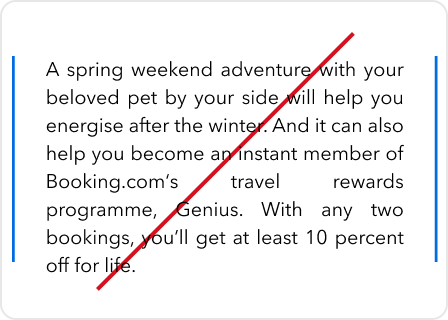 A spring weekend adventure with your
beloved pet by your side will help you
energise after the winter. And it can also
help you become an instant member of
Booking.com’s travel rewards
programme, Genius. With any two
bookings, you’ll get at least 10 percent
off for life.